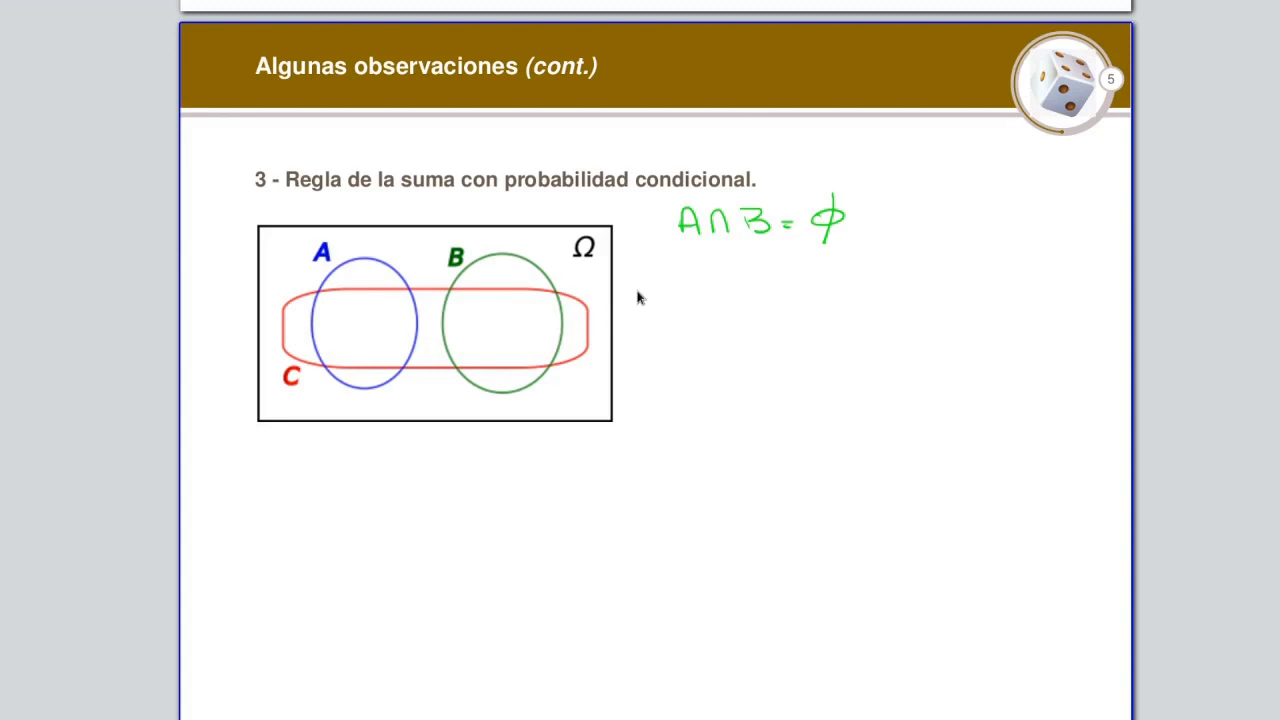 Algunas observaciones (cont.)
5
3 - Regla de la suma con probabilidad condicional.
A∩B = ϕ
A
B
Ω
C